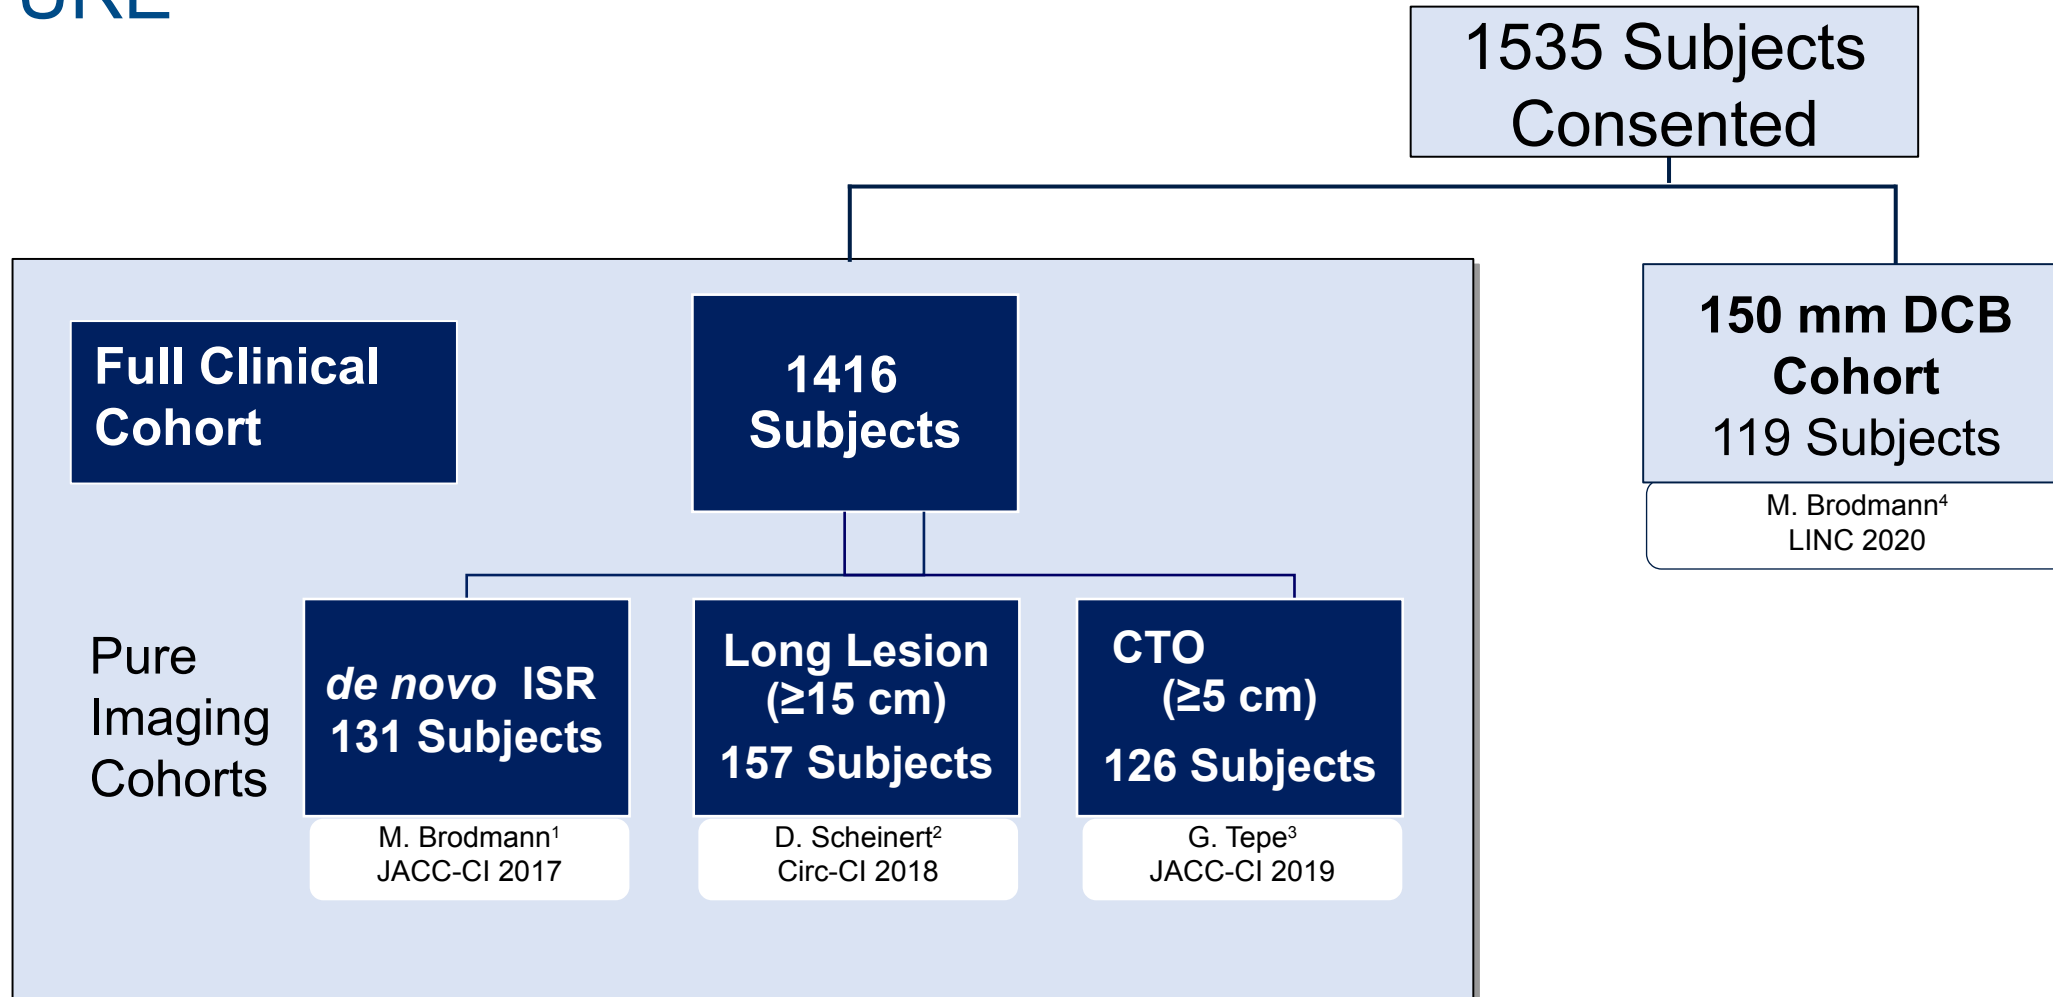 URE
1535 Subjects
Consented
Full Clinical
Cohort
1416
Subjects
150 mm DCB
Cohort
119 Subjects
M. Brodmann⁴
LINC 2020
Pure
Imaging
Cohorts
de novo ISR
131 Subjects
M. Brodmann¹
JACC-CI 2017
Long Lesion
(≥15 cm)
157 Subjects
D. Scheinert²
Circ-CI 2018
CTO
(≥5 cm)
126 Subjects
G. Tepe³
JACC-CI 2019